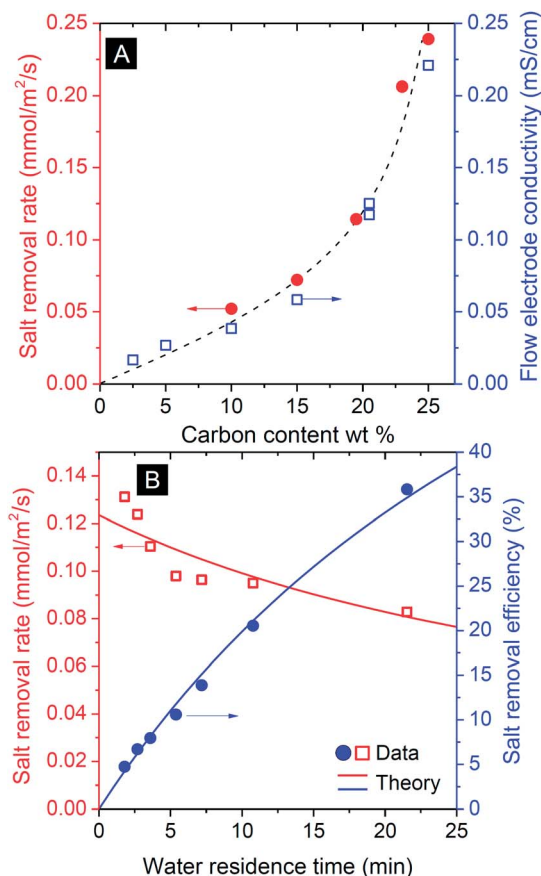 A
Salt removal rate (mmol/m²/s)
0.25
0.20
0.15
0.10
0.05
0.00
0.25
0.20
0.15
0.10
0.05
0.00
Flow electrode conductivity (mS/cm)
0 5 10 15 20 25
Carbon content wt %
B
Salt removal rate (mmol/m²/s)
0.14
0.12
0.10
0.08
0.06
0.04
0.02
0.00
40
35
30
25
20
15
10
5
0
Salt removal efficiency (%)
Data
Theory
0 5 10 15 20 25
Water residence time (min)